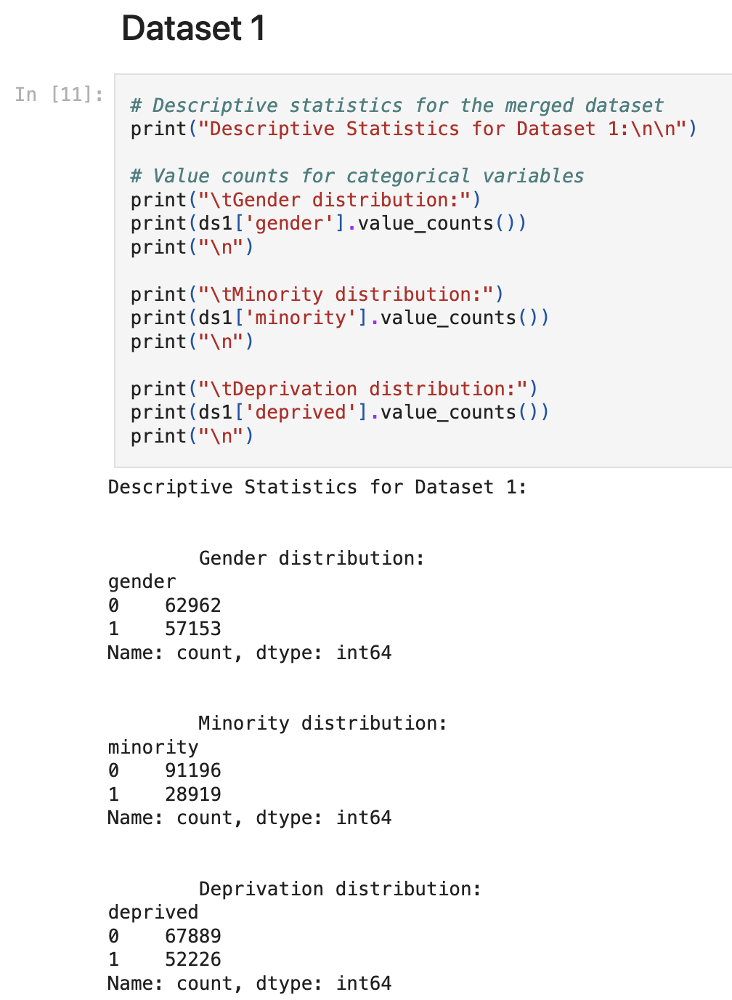 Dataset 1
In [11]:
# Descriptive statistics for the merged dataset
print("Descriptive Statistics for Dataset 1:\n\n")
# Value counts for categorical variables
print("\tGender distribution:")
print(ds1['gender'].value_counts())
print("\n")
print("\tMinority distribution:")
print(ds1['minority'].value_counts())
print("\n")
print("\tDeprivation distribution:")
print(ds1['deprived'].value_counts())
print("\n")
Descriptive Statistics for Dataset 1:
Gender distribution:
gender
0    62962
1    57153
Name: count, dtype: int64
Minority distribution:
minority
0    91196
1    28919
Name: count, dtype: int64
Deprivation distribution:
deprived
0    67889
1    52226
Name: count, dtype: int64